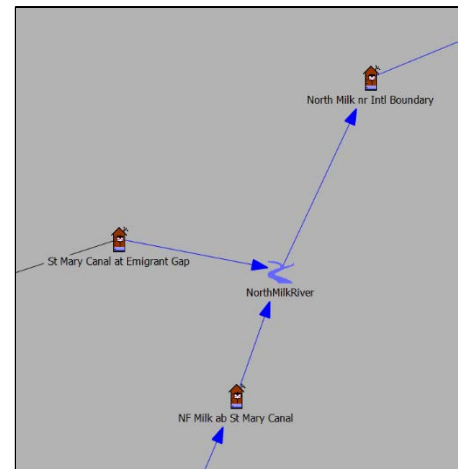 North Milk nr Intl Boundary
St Mary Canal at Emigrant Gap
NorthMilkRiver
NF Milk ab St Mary Canal